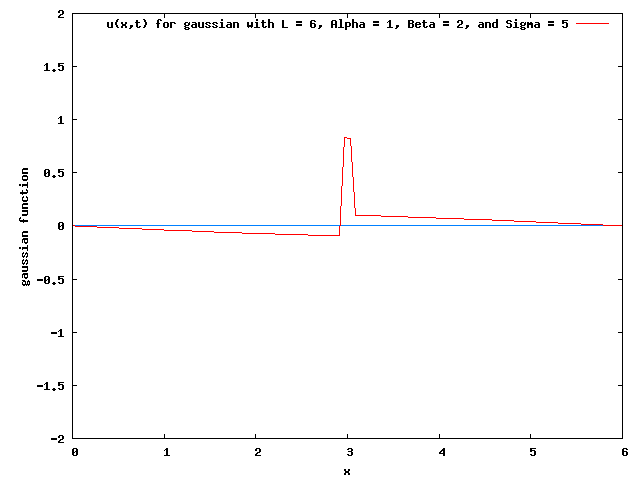 u(x,t) for gaussian with L = 6, Alpha = 1, Beta = 2, and Sigma = 5
2
1.5
1
0.5
0
-0.5
-1
-1.5
-2
gaussian function
0 1 2 3 4 5 6
x